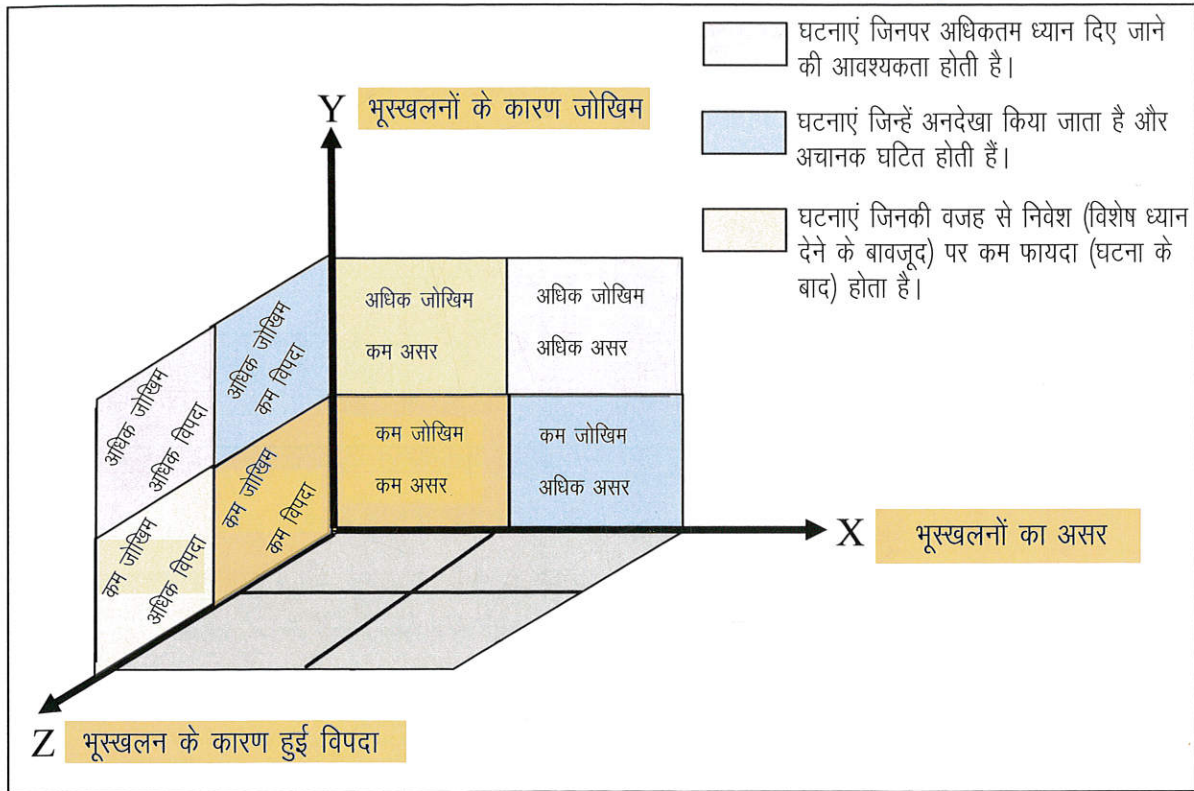 घटनाएं जिनपर अधिकतम ध्यान दिए जाने
की आवश्यकता होती है।
घटनाएं जिन्हें अनदेखा किया जाता है और
अचानक घटित होती हैं।
घटनाएं जिनकी वजह से निवेश (विशेष ध्यान
देने के बावजूद) पर कम फायदा (घटना के
बाद) होता है।
Y भूस्खलनों के कारण जोखिम
अधिक जोखिम
अधिक विपदा
अधिक जोखिम
कम विपदा
अधिक जोखिम
कम असर
अधिक जोखिम
अधिक असर
कम जोखिम
अधिक विपदा
कम जोखिम
कम विपदा
कम जोखिम
कम असर
कम जोखिम
अधिक असर
X भूस्खलनों का असर
Z भूस्खलन के कारण हुई विपदा